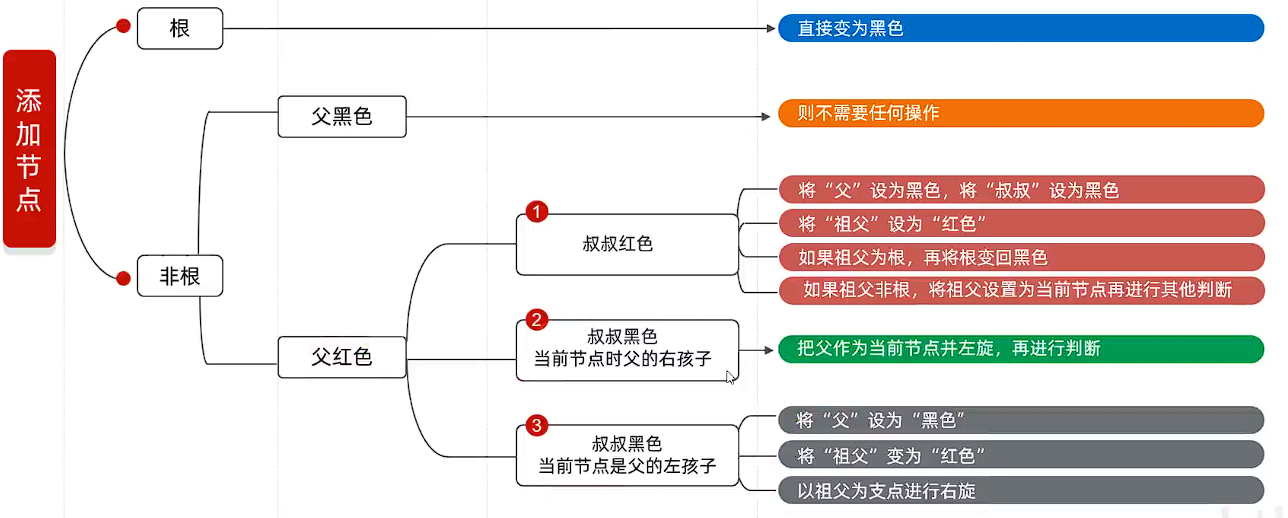 添加节点
根
直接变为黑色
父黑色
则不需要任何操作
非根
父红色
1
叔叔红色
将“父”设为黑色，将“叔叔”设为黑色
将“祖父”设为“红色”
如果祖父为根，再将根变回黑色
如果祖父非根，将祖父设置为当前节点再进行其他判断
2
叔叔黑色
当前节点时父的右孩子
把父作为当前节点并左旋，再进行判断
3
叔叔黑色
当前节点是父的左孩子
将“父”设为“黑色”
将“祖父”变为“红色”
以祖父为支点进行右旋